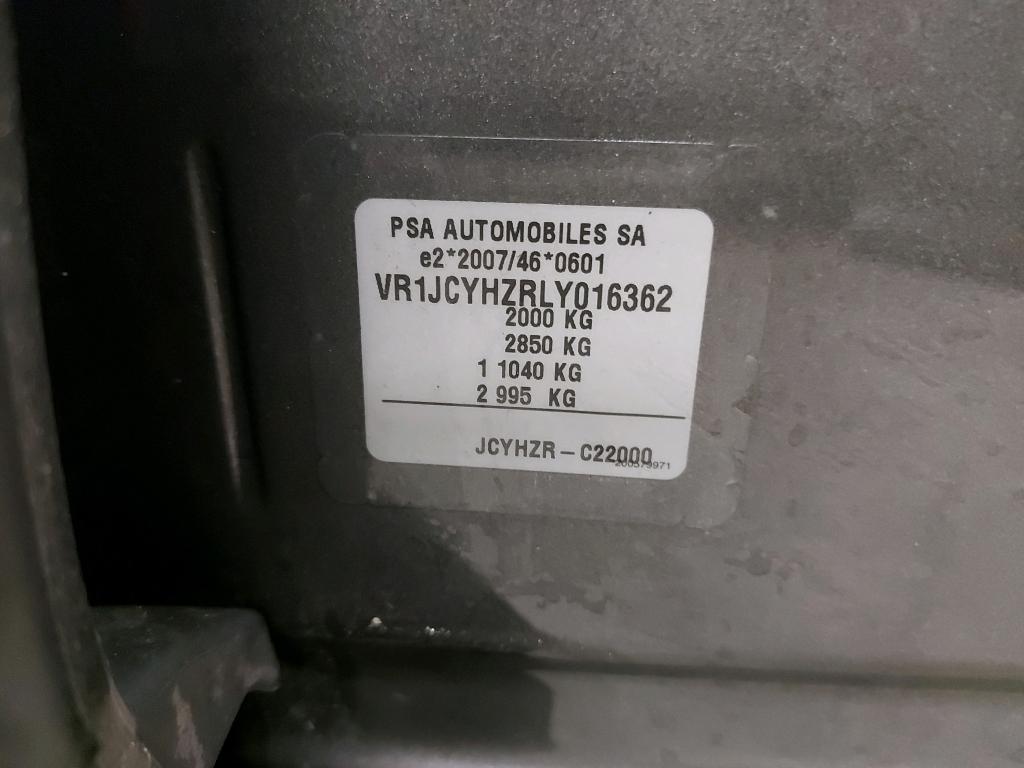 PSA AUTOMOBILES SA
e2*2007/46*0601
VR1JCYHZRLY016362
2000 KG
2850 KG
1 1040 KG
2 995 KG
JCYHZR - C22000